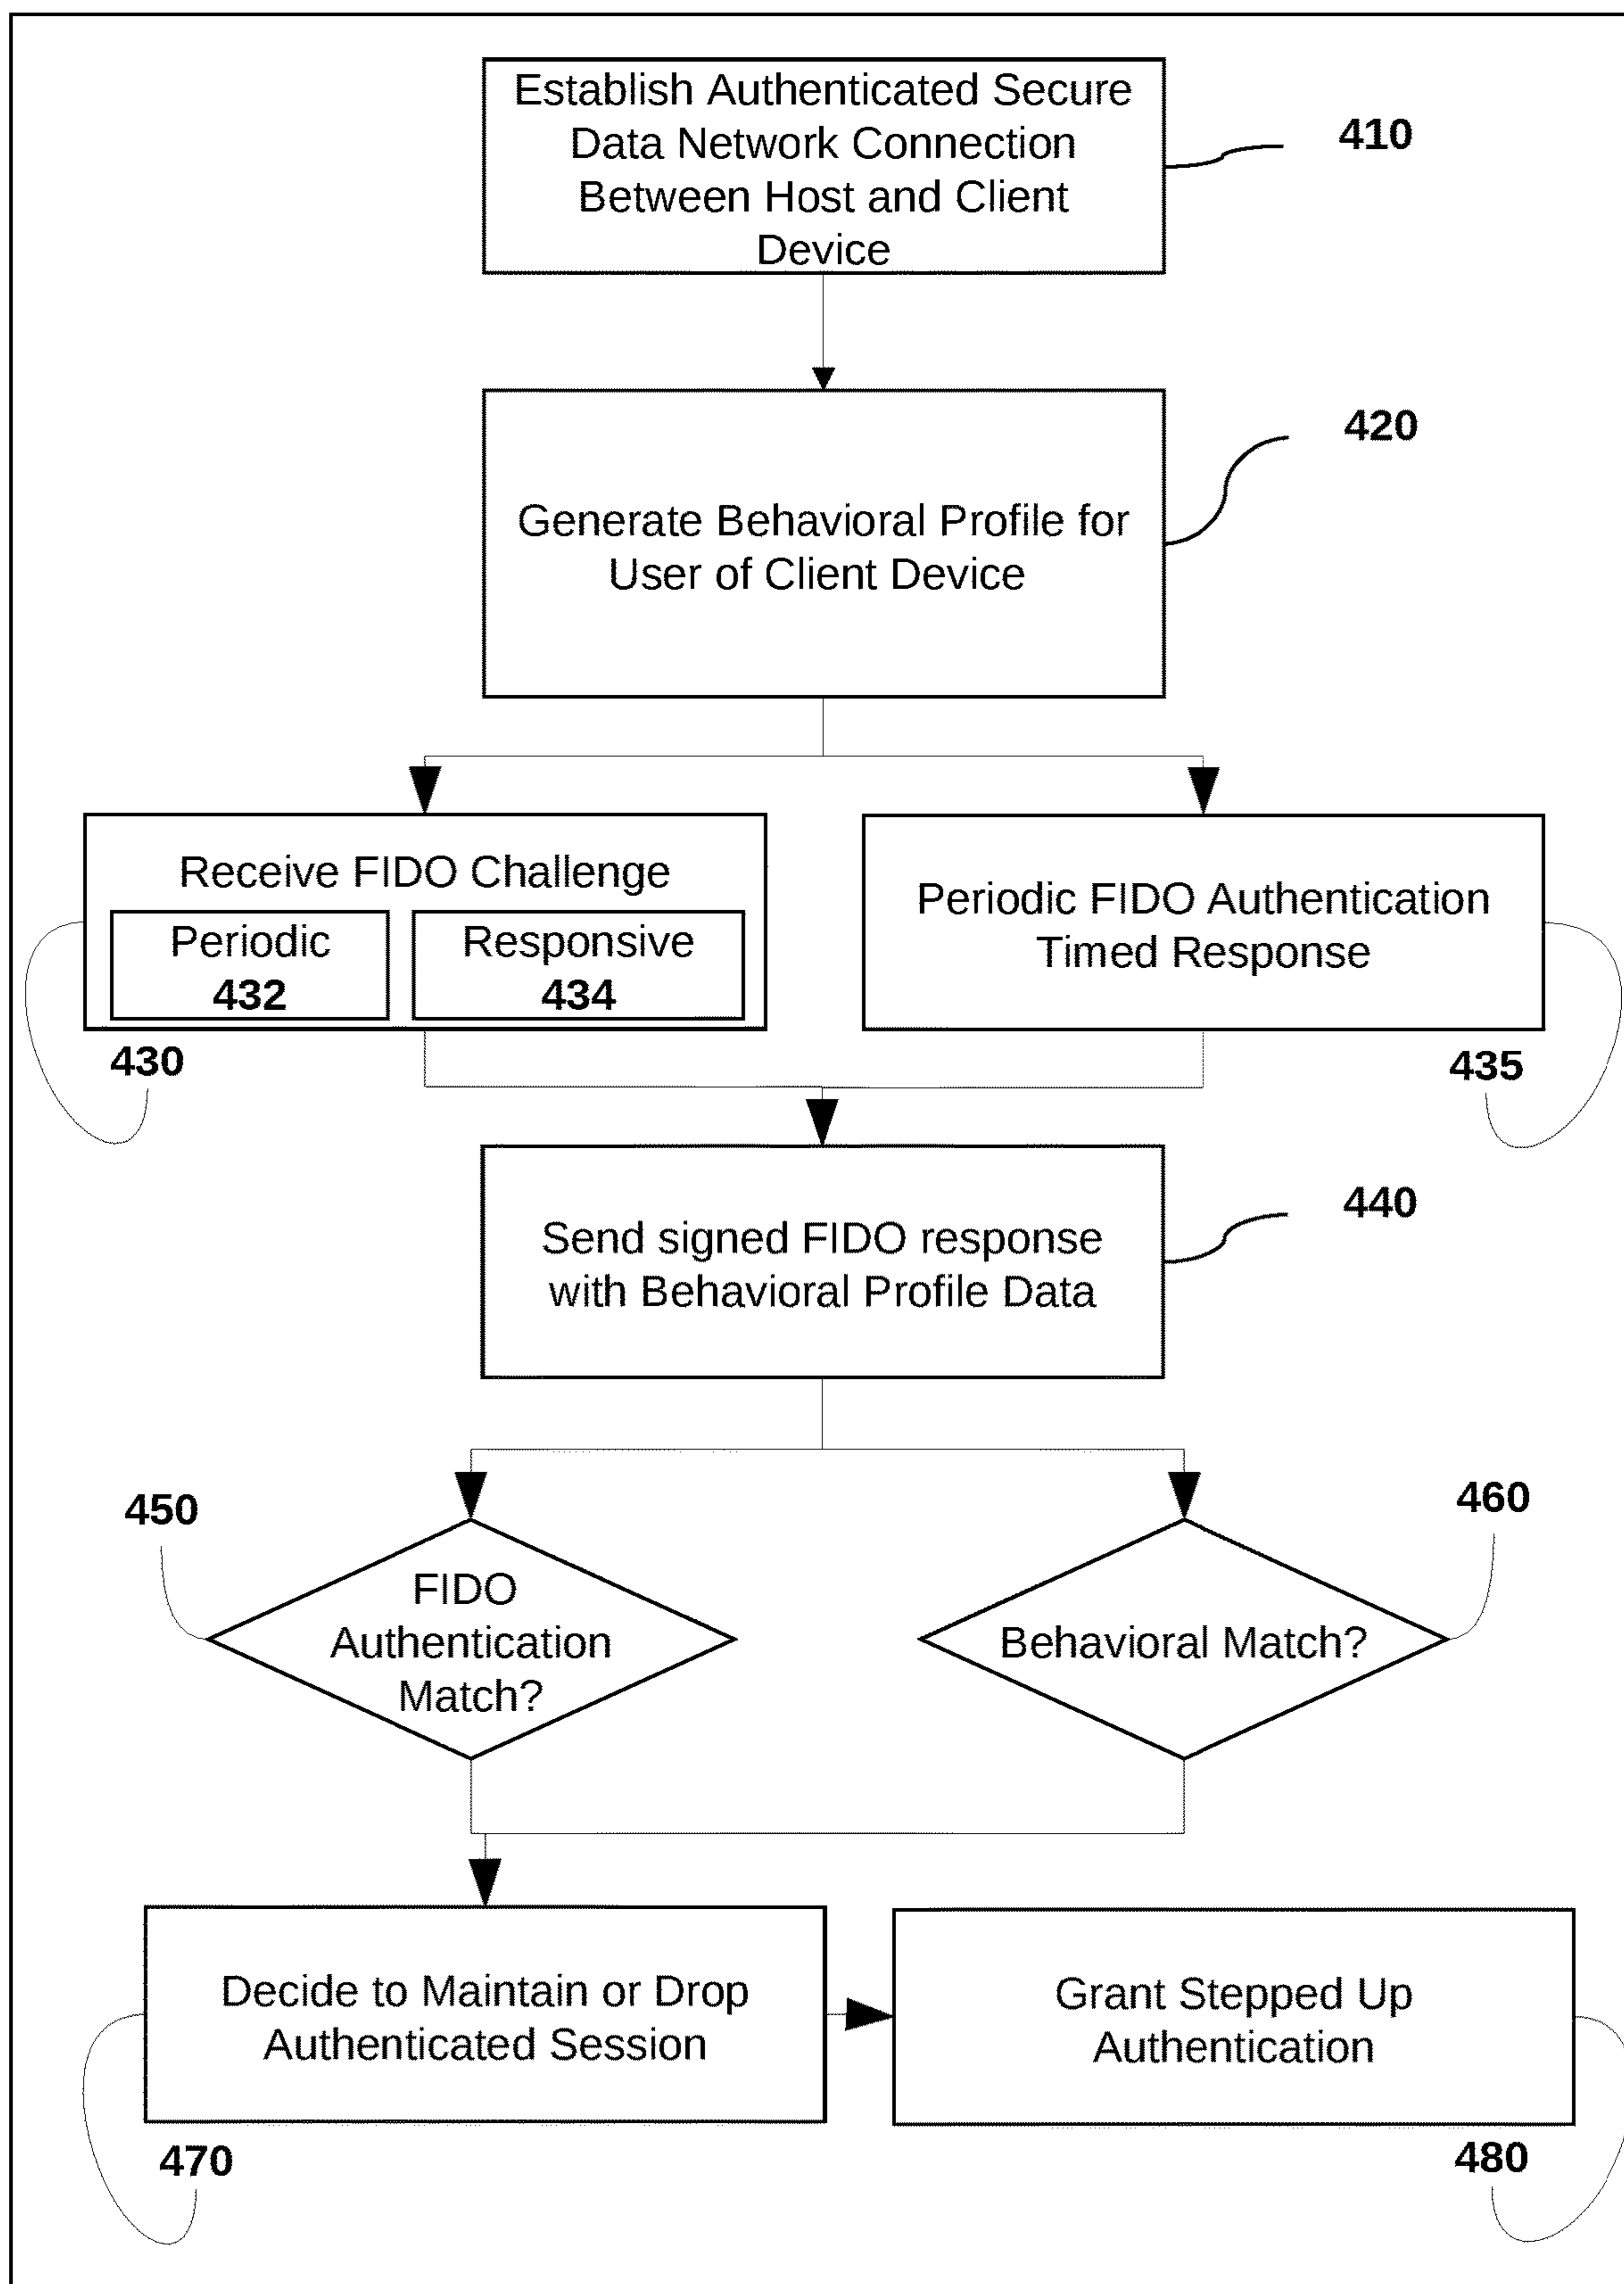 Establish Authenticated Secure
Data Network Connection
Between Host and Client
Device
410
Generate Behavioral Profile for
User of Client Device
420
Receive FIDO Challenge
Periodic
432
Responsive
434
430
Periodic FIDO Authentication
Timed Response
435
Send signed FIDO response
with Behavioral Profile Data
440
450
FIDO
Authentication
Match?
460
Behavioral Match?
Decide to Maintain or Drop
Authenticated Session
470
Grant Stepped Up
Authentication
480